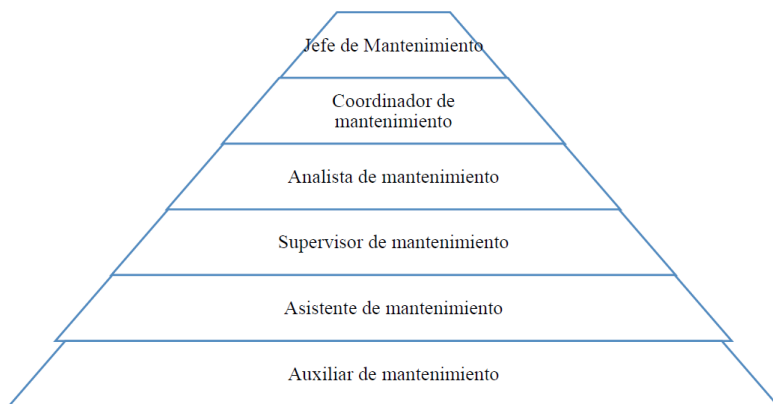 Jefe de Mantenimiento
Coordinador de
mantenimiento
Analista de mantenimiento
Supervisor de mantenimiento
Asistente de mantenimiento
Auxiliar de mantenimiento